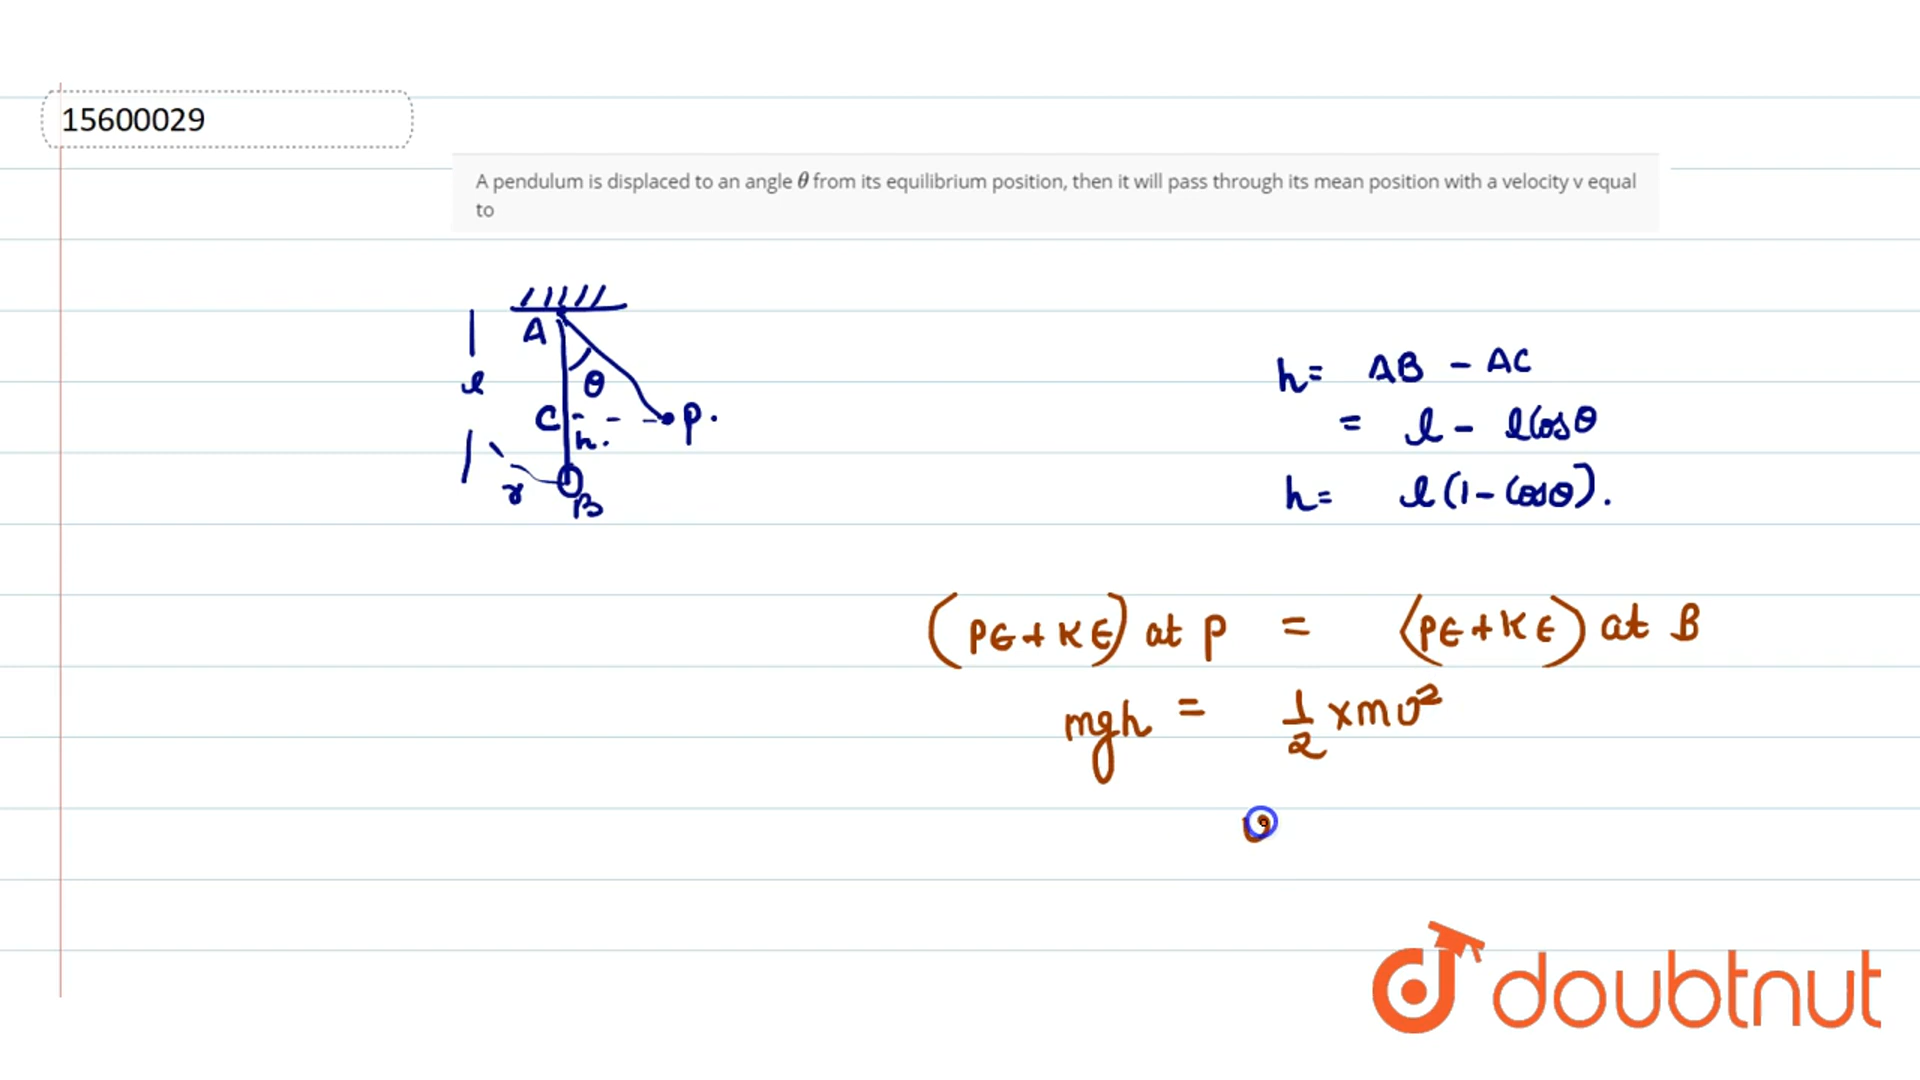 15600029
A pendulum is displaced to an angle θ from its equilibrium position, then it will pass through its mean position with a velocity v equal
to
A
l
θ
C
P.
h.
B
h= AB - AC
= l - lcosθ
h= l(1-cosθ).
(PE+KE) at P = (PE+KE) at B
mgh = 1/2 xmv²
v
doubtnut